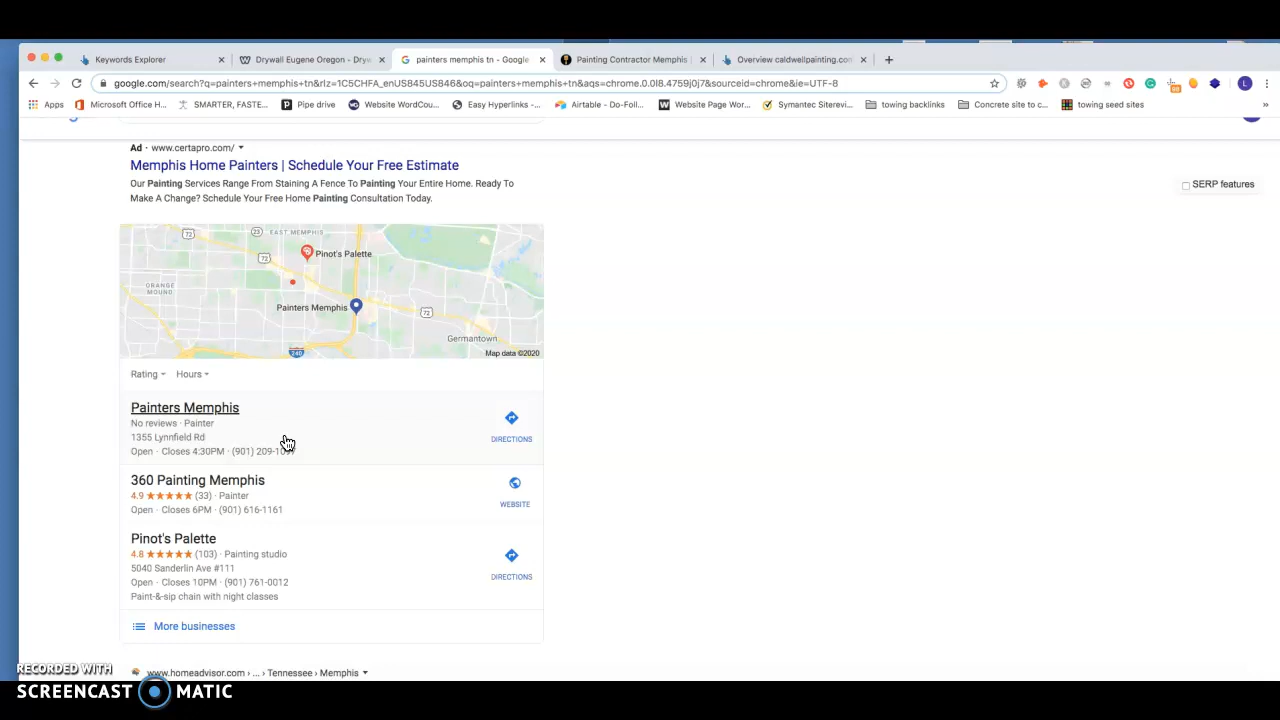 Keywords Explorer
Drywall Eugene Oregon - Dryw
painters memphis tn - Google
Painting Contractor Memphis
Overview caldwellpainting.co
google.com/search?q=painters+memphis+tn&rlz=1C5CHFA_enUS845US846&oq=painters+memphis+tn&aqs=chrome.0.0l8.4759j0j7&sourceid=chrome&ie=UTF-8
L
Apps
Microsoft Office H...
SMARTER, FASTE...
Pipe drive
Website WordCou...
Easy Hyperlinks -...
Airtable - Do-Foll...
Website Page Wor...
Symantec Siterevi...
towing backlinks
Concrete site to c...
towing seed sites
Ad · www.certapro.com/
Memphis Home Painters | Schedule Your Free Estimate
Our Painting Services Range From Staining A Fence To Painting Your Entire Home. Ready To
Make A Change? Schedule Your Free Home Painting Consultation Today.
SERP features
72
23
EAST MEMPHIS
72
72
Pinot's Palette
ORANGE
MOUND
Painters Memphis
72
Germantown
240
Map data ©2020
Rating
Hours
Painters Memphis
No reviews · Painter
1355 Lynnfield Rd
Open · Closes 4:30PM · (901) 209-
DIRECTIONS
360 Painting Memphis
4.9 (33) · Painter
Open · Closes 6PM · (901) 616-1161
WEBSITE
Pinot's Palette
4.8 (103) · Painting studio
5040 Sanderlin Ave #111
Open · Closes 10PM · (901) 761-0012
Paint-&-sip chain with night classes
DIRECTIONS
More businesses
www.homeadvisor.com › ... › Tennessee › Memphis
RECORDED WITH
SCREENCAST MATIC